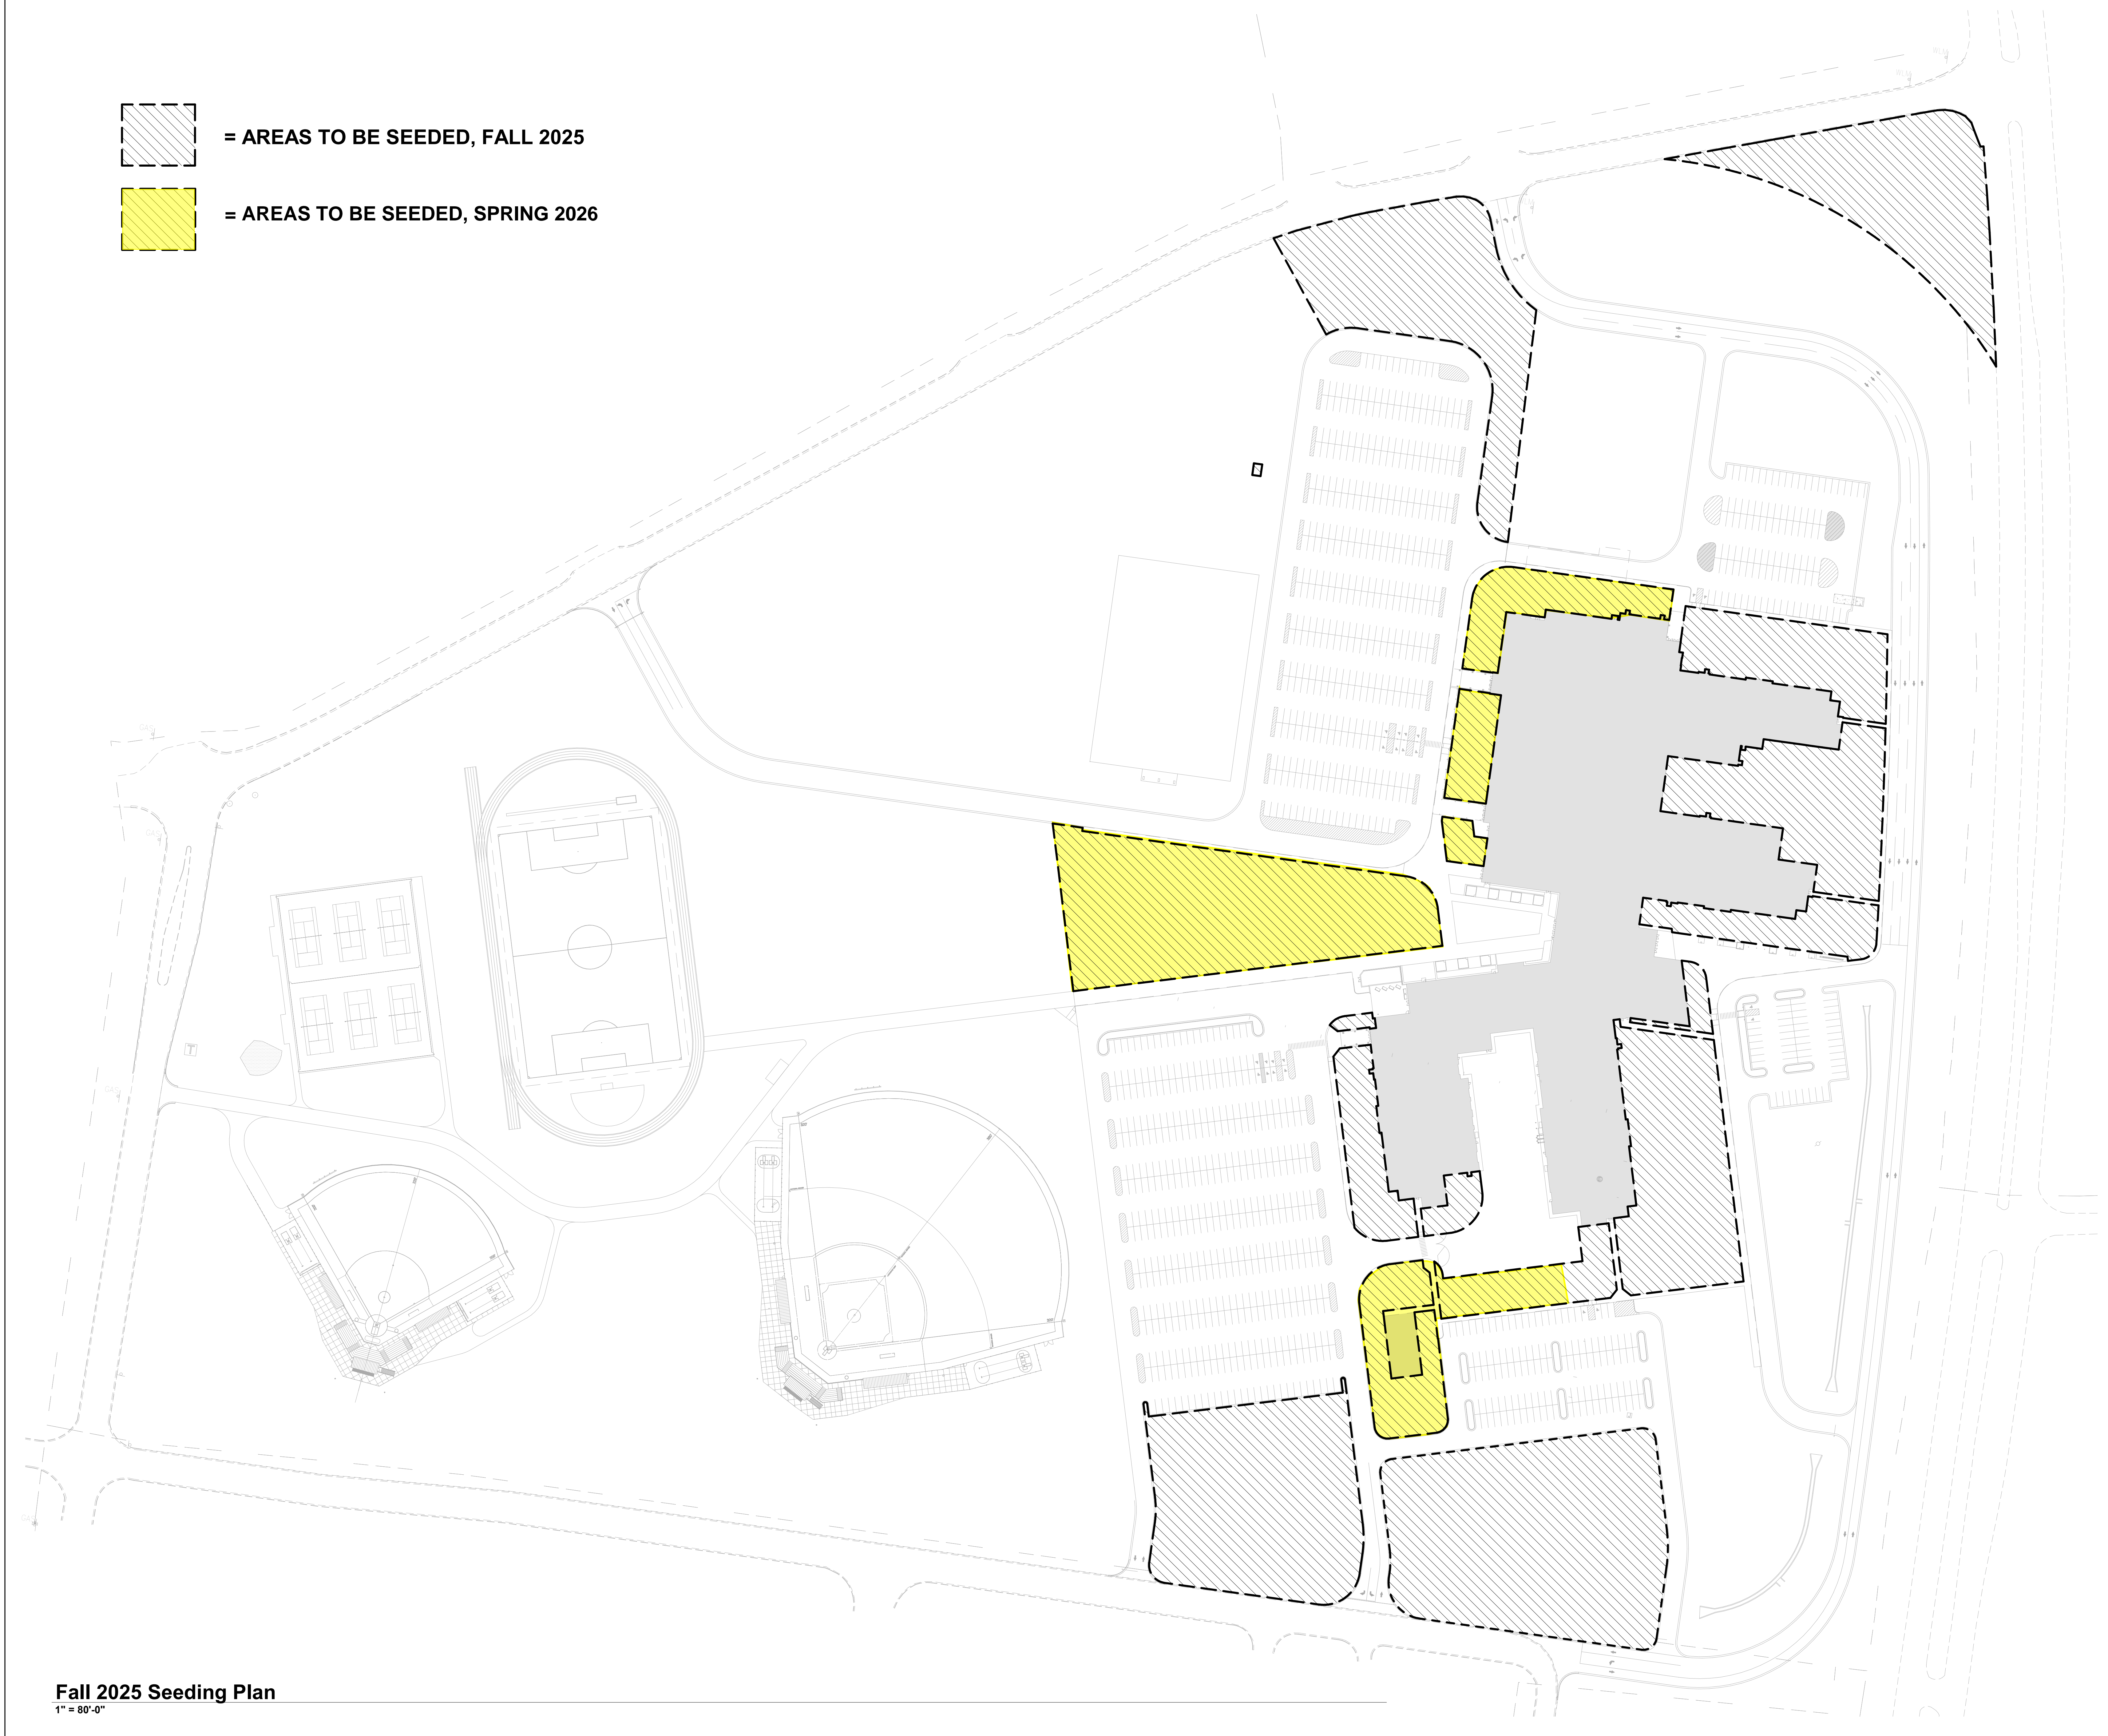 = AREAS TO BE SEEDED, FALL 2025
= AREAS TO BE SEEDED, SPRING 2026
Fall 2025 Seeding Plan
1" = 80'-0"